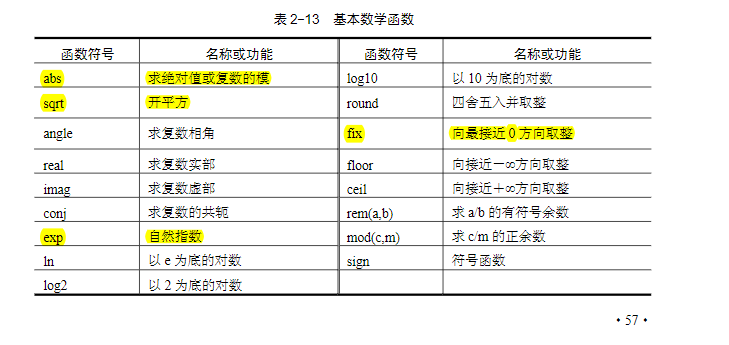 表 2-13 基本数学函数
函数符号 名称或功能 函数符号 名称或功能
abs 求绝对值或复数的模 log10 以 10 为底的对数
sqrt 开平方 round 四舍五入并取整
angle 求复数相角 fix 向最接近 0 方向取整
real 求复数实部 floor 向接近－∞方向取整
imag 求复数虚部 ceil 向接近＋∞方向取整
conj 求复数的共轭 rem(a,b) 求 a/b 的有符号余数
exp 自然指数 mod(c,m) 求 c/m 的正余数
ln 以 e 为底的对数 sign 符号函数
log2 以 2 为底的对数
·57·